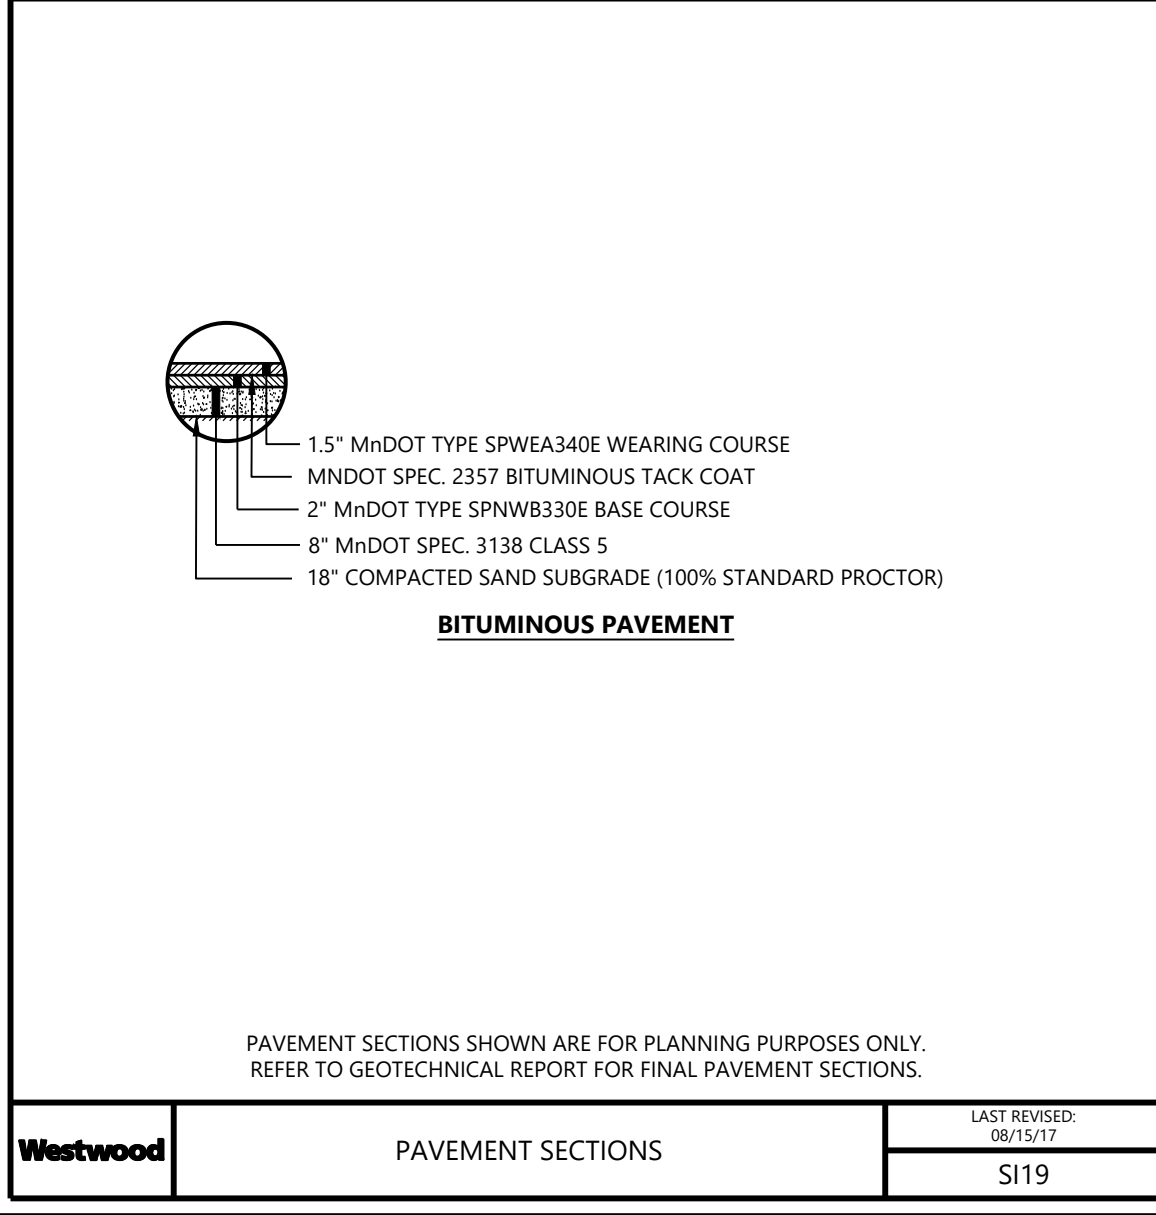 1.5" MnDOT TYPE SPWEA340E WEARING COURSE
MNDOT SPEC. 2357 BITUMINOUS TACK COAT
2" MnDOT TYPE SPNWB330E BASE COURSE
8" MnDOT SPEC. 3138 CLASS 5
18" COMPACTED SAND SUBGRADE (100% STANDARD PROCTOR)
BITUMINOUS PAVEMENT
PAVEMENT SECTIONS SHOWN ARE FOR PLANNING PURPOSES ONLY.
REFER TO GEOTECHNICAL REPORT FOR FINAL PAVEMENT SECTIONS.
Westwood
PAVEMENT SECTIONS
LAST REVISED:
08/15/17
SI19